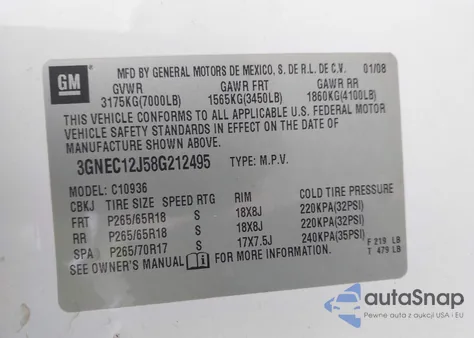 GM
MFD BY GENERAL MOTORS DE MEXICO, S. DE R.L. DE C.V. 01/08
GVWR GAWR FRT GAWR RR
3175KG(7000LB) 1565KG(3450LB) 1860KG(4100LB)
THIS VEHICLE CONFORMS TO ALL APPLICABLE U.S. FEDERAL MOTOR
VEHICLE SAFETY STANDARDS IN EFFECT ON THE DATE OF
MANUFACTURE SHOWN ABOVE.
3GNEC12J58G212495 TYPE: M.P.V.
MODEL: C10936
CBKJ TIRE SIZE SPEED RTG RIM COLD TIRE PRESSURE
FRT P265/65R18 S 18X8J 220KPA(32PSI)
RR P265/65R18 S 18X8J 220KPA(32PSI)
SPA P265/70R17 S 17X7.5J 240KPA(35PSI)
SEE OWNER'S MANUAL FOR MORE INFORMATION.
F 219 LB
T 479 LB
autoSnap
Pewne auta z USA i EU